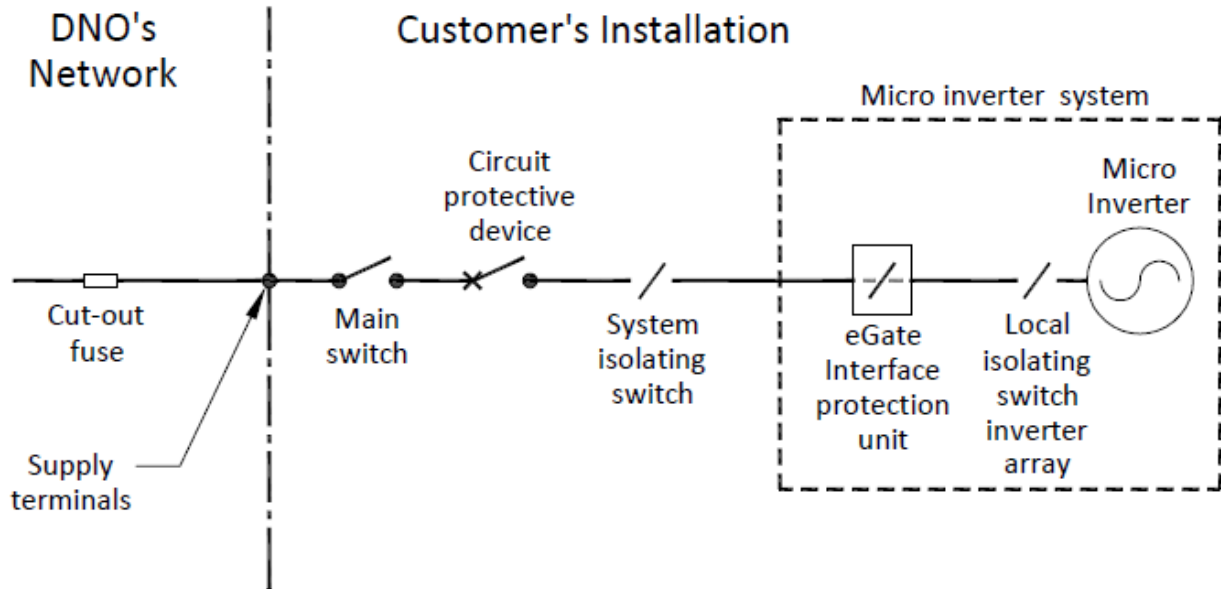 DNO's
Network
Customer's Installation
Micro inverter system
Circuit
protective
device
Micro
Inverter
Cut-out
fuse
Main
switch
System
isolating
switch
eGate
Interface
protection
unit
Local
isolating
switch
inverter
array
Supply
terminals